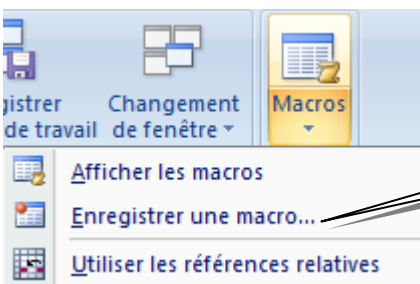 gistrer Changement Macros
de travail de fenêtre
Afficher les macros
Enregistrer une macro...
Utiliser les références relatives